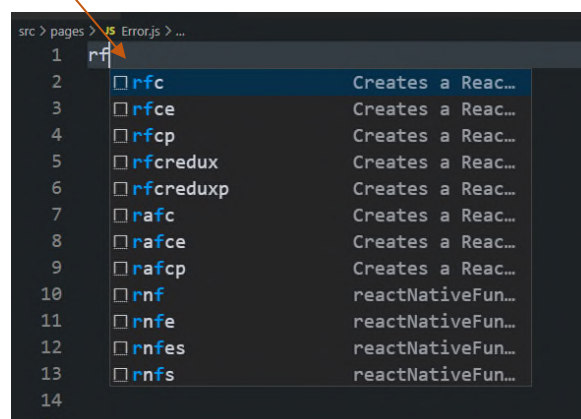 src > pages > JS Error.js > ...
1 rf
2 rfc Creates a Reac…
3 rfce Creates a Reac…
4 rfcp Creates a Reac…
5 rfcredux Creates a Reac…
6 rfcreduxp Creates a Reac…
7 rafc Creates a Reac…
8 rafce Creates a Reac…
9 rafcp Creates a Reac…
10 rnf reactNativeFun…
11 rnfe reactNativeFun…
12 rnfes reactNativeFun…
13 rnfs reactNativeFun…
14